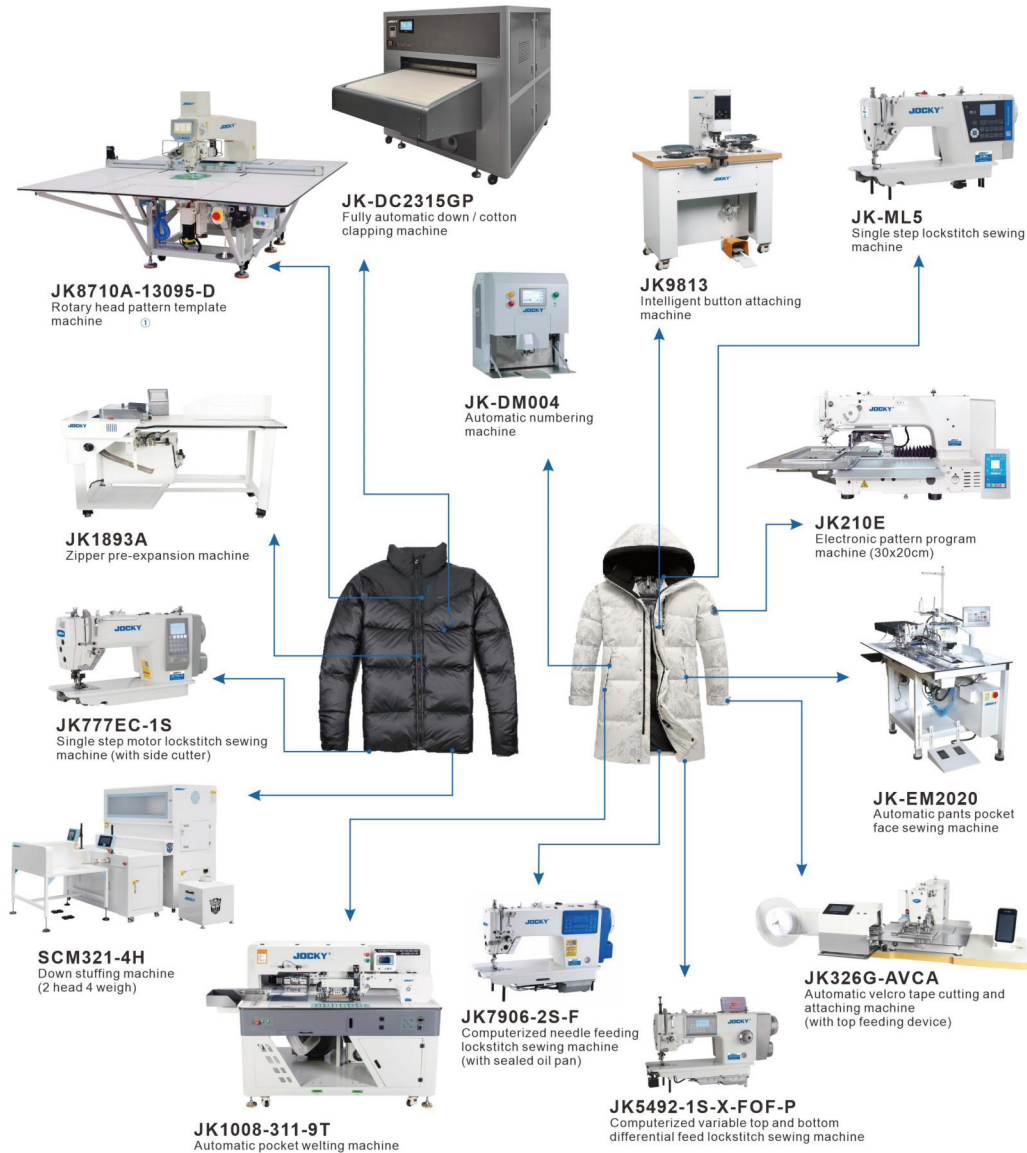 JOCKY
JK8710A-13095-D
Rotary head pattern template
machine ①
JOCKY
JK-DC2315GP
Fully automatic down / cotton
clapping machine
JOCKY
JK9813
Intelligent button attaching
machine
JOCKY®
JK-ML5
Single step lockstitch sewing
machine
JOCKY®
JK-DM004
Automatic numbering
machine
JOCKY
JK1893A
Zipper pre-expansion machine
JOCKY®
JK210E
Electronic pattern program
machine (30x20cm)
JOCKY
JK777EC-1S
Single step motor lockstitch sewing
machine (with side cutter)
JOCKY
JK-EM2020
Automatic pants pocket
face sewing machine
SCM321-4H
Down stuffing machine
(2 head 4 weigh)
JOCKY®
JK1008-311-9T
Automatic pocket welting machine
JOCKY
JK7906-2S-F
Computerized needle feeding
lockstitch sewing machine
(with sealed oil pan)
JOCKY
JK5492-1S-X-FOF-P
Computerized variable top and bottom
differential feed lockstitch sewing machine
JK326G-AVCA
Automatic velcro tape cutting and
attaching machine
(with top feeding device)